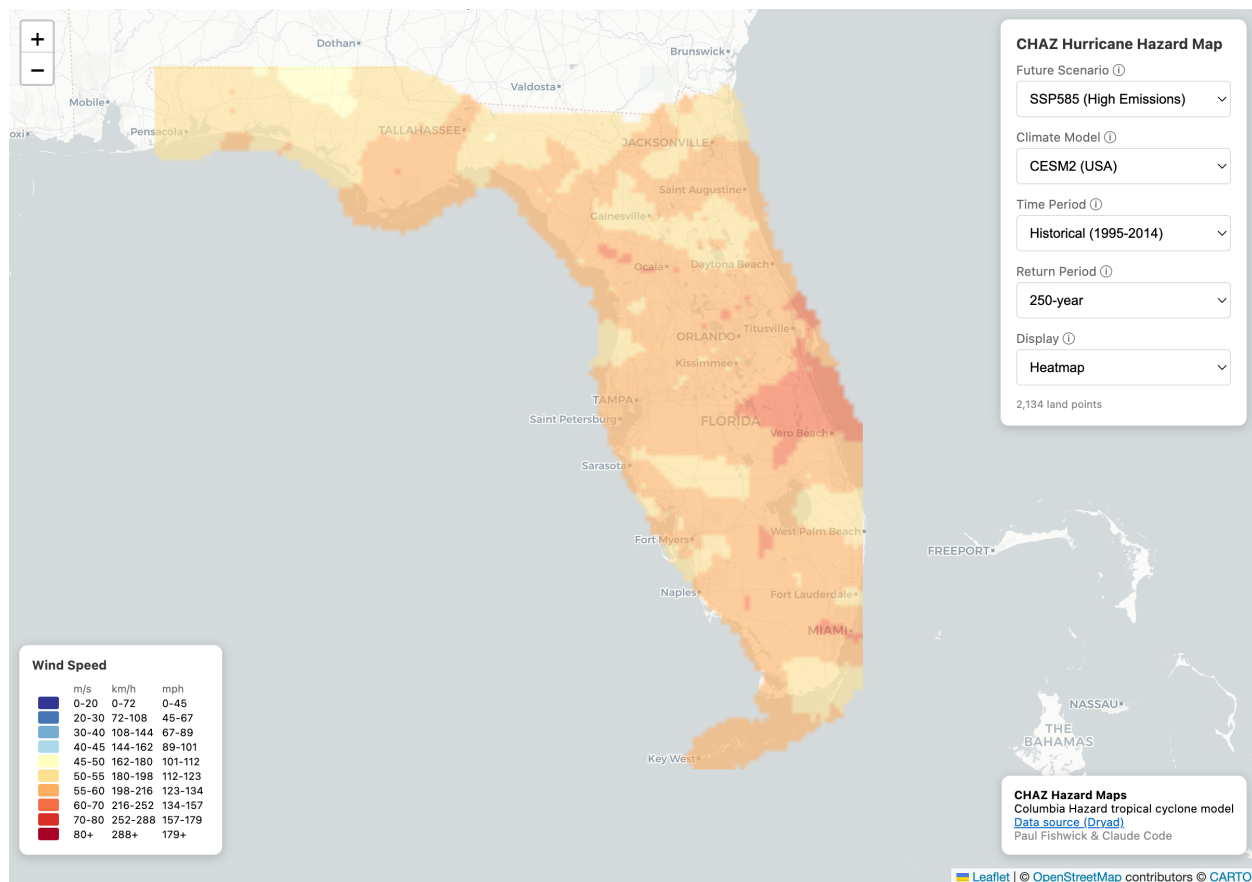 +
−
Dothan
Brunswick
Valdosta
Mobile
oxi
Pensacola
TALLAHASSEE
JACKSONVILLE
Saint Augustine
Gainesville
Ocala
Daytona Beach
Titusville
ORLANDO
Kissimmee
TAMPA
Saint Petersburg
FLORIDA
Vero Beach
Sarasota
West Palm Beach
Fort Myers
FREEPORT
Naples
Fort Lauderdale
MIAMI
NASSAU
THE
BAHAMAS
Key West
CHAZ Hurricane Hazard Map
Future Scenario ⓘ
SSP585 (High Emissions)
Climate Model ⓘ
CESM2 (USA)
Time Period ⓘ
Historical (1995-2014)
Return Period ⓘ
250-year
Display ⓘ
Heatmap
2,134 land points
Wind Speed
m/s km/h mph
0-20 0-72 0-45
20-30 72-108 45-67
30-40 108-144 67-89
40-45 144-162 89-101
45-50 162-180 101-112
50-55 180-198 112-123
55-60 198-216 123-134
60-70 216-252 134-157
70-80 252-288 157-179
80+ 288+ 179+
CHAZ Hazard Maps
Columbia Hazard tropical cyclone model
Data source (Dryad)
Paul Fishwick & Claude Code
Leaflet | © OpenStreetMap contributors © CARTO